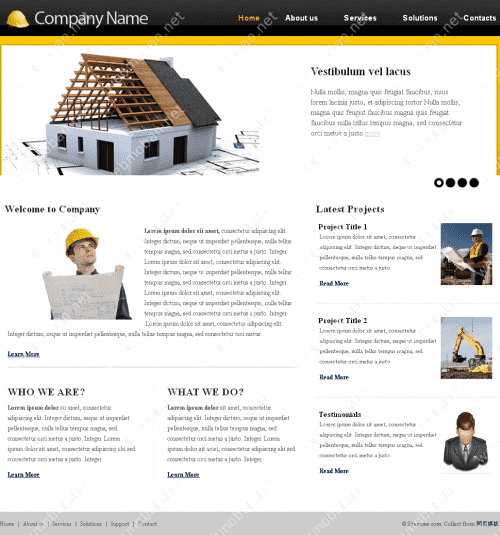 Company Name
Home About us Services Solutions Contacts
Vestibulum vel lacus
Nulla mollis, magna quis feugiat faucibus, risus
lorem lacinia justo, et adipiscing tortor Nulla mollis,
magna quis feugiat faucibus magna quis feugiat
faucibus nulla tellus tempus magna, sed consectetur
orci metus a justo more
Welcome to Company
Lorem ipsum dolor sit amet, consectetur adipiscing elit.
Integer dictum, neque ut imperdiet pellentesque, nulla tellus
tempus magna, sed consectetur orci metus a justo. Integer.
Lorem ipsum dolor sit amet, consectetur adipiscing elit.
Integer dictum, neque ut imperdiet pellentesque, nulla tellus
tempus magna, sed consectetur orci metus a justo. Integer.
Lorem ipsum dolor sit amet, consectetur adipiscing elit.
Integer dictum, neque ut imperdiet pellentesque, nulla tellus
tempus magna, sed consectetur orci metus a justo. Integer.
Lorem ipsum dolor sit amet, consectetur adipiscing elit.
Integer dictum, neque ut imperdiet pellentesque, nulla tellus tempus magna, sed consectetur orci metus.
Learn More
WHO WE ARE?
Lorem ipsum dolor sit amet, consectetur
adipiscing elit. Integer dictum, neque ut imperdiet
pellentesque, nulla tellus tempus magna, sed
consectetur orci metus a justo. Integer. Lorem
ipsum dolor sit amet, consectetur adipiscing elit sed
consectetur orci metus a justo. Integer.
Learn More
WHAT WE DO?
Lorem ipsum dolor sit amet, consectetur
adipiscing elit. Integer dictum, neque ut imperdiet
pellentesque, nulla tellus tempus magna, sed
consectetur orci metus a justo. Integer. Lorem
ipsum dolor sit amet, consectetur adipiscing elit sed
consectetur orci metus a justo. Integer.
Learn More
Latest Projects
Project Title 1
Lorem ipsum dolor sit amet, consectetur
adipiscing elit. Integer dictum, neque ut imperdiet
pellentesque, nulla tellus tempus magna, sed
consectetur orci metus a justo.
Read More
Project Title 2
Lorem ipsum dolor sit amet, consectetur
adipiscing elit. Integer dictum, neque ut imperdiet
pellentesque, nulla tellus tempus magna, sed
consectetur orci metus a justo.
Read More
Testimonials
Lorem ipsum dolor sit amet, consectetur
adipiscing elit. Integer dictum, neque ut imperdiet
pellentesque, nulla tellus tempus magna, sed
consectetur orci metus a justo.
Read More
Home | About us | Services | Solutions | Support | Contact
© Sitename.com. Collect from 网页模板